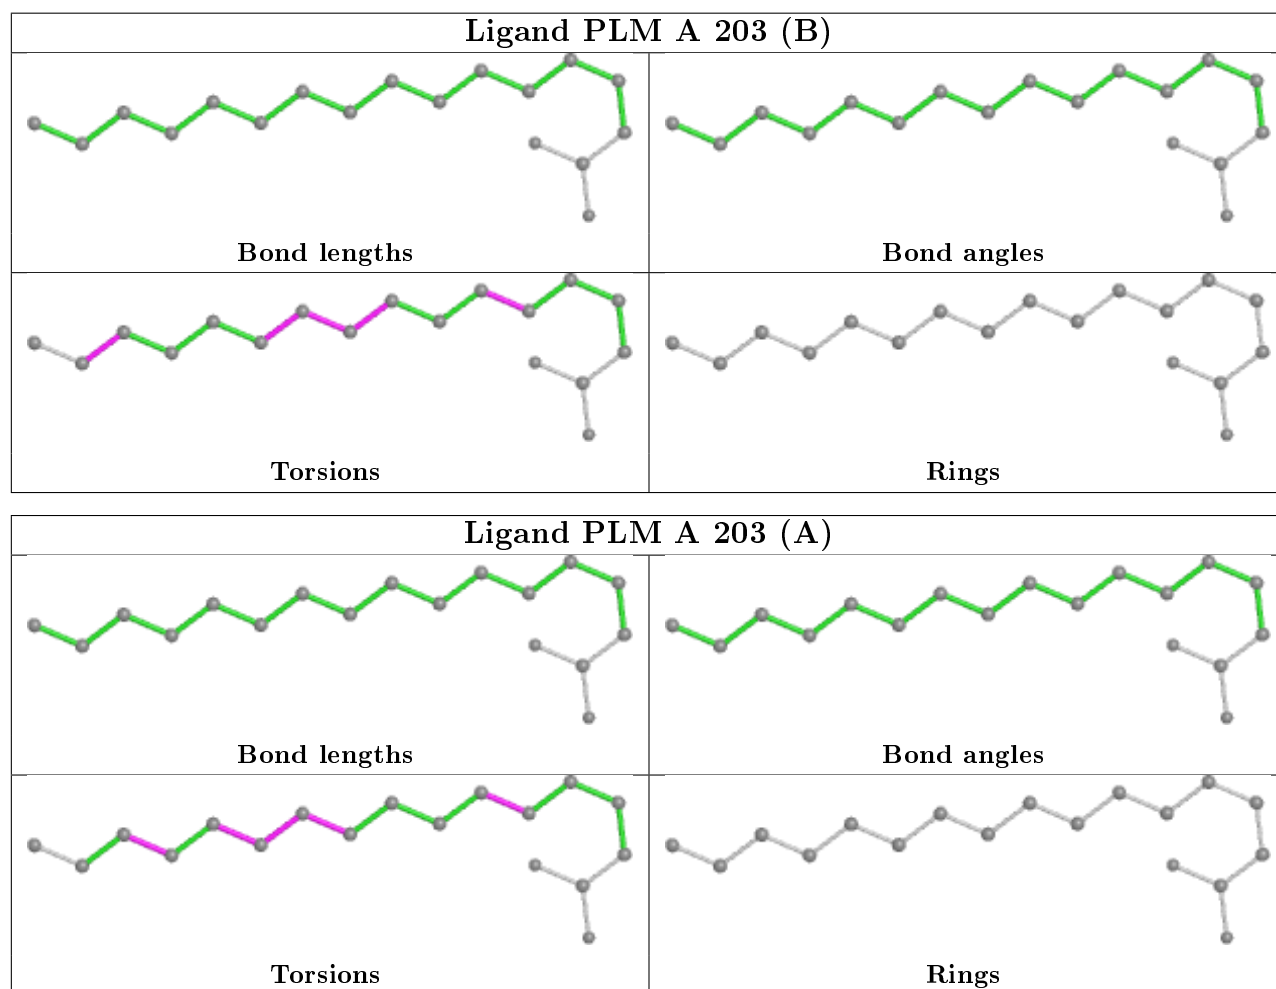 Ligand PLM A 203 (B)
Bond lengths
Bond angles
Torsions
Rings
Ligand PLM A 203 (A)
Bond lengths
Bond angles
Torsions
Rings